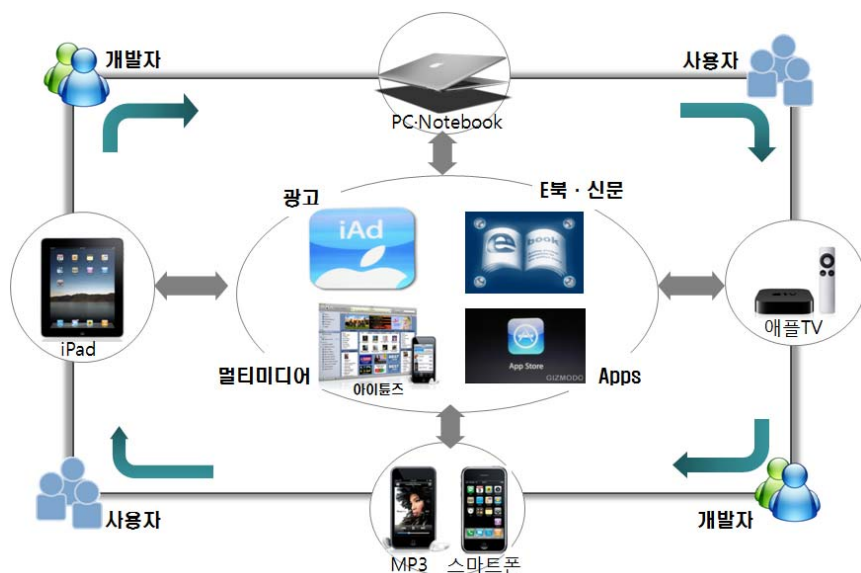 개발자
사용자
PC·Notebook
광고
E북 · 신문
iAd
e
book
iPad
애플TV
tv
멀티미디어
아이튠즈
App Store
GIZMODO
Apps
사용자
개발자
MP3
스마트폰